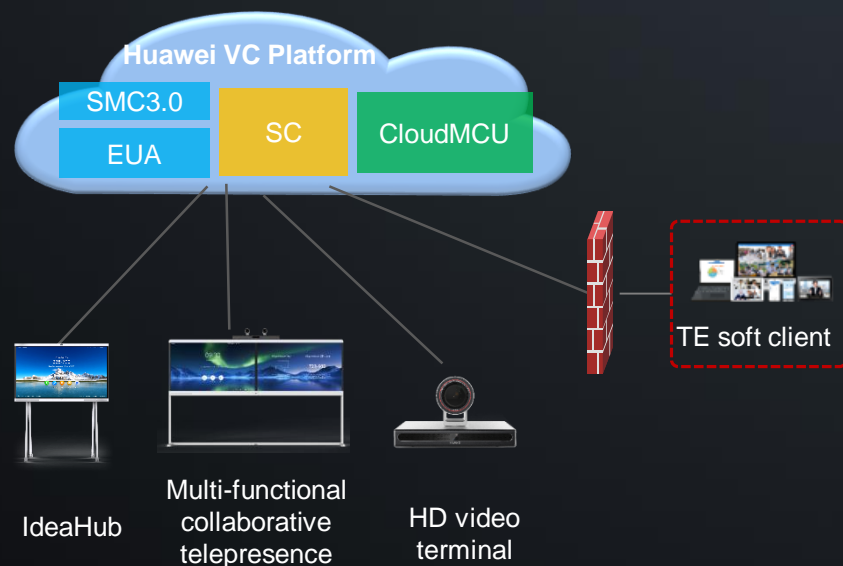 Huawei VC Platform
SMC3.0
EUA
SC
CloudMCU
TE soft client
IdeaHub
Multi-functional
collaborative
telepresence
HD video
terminal